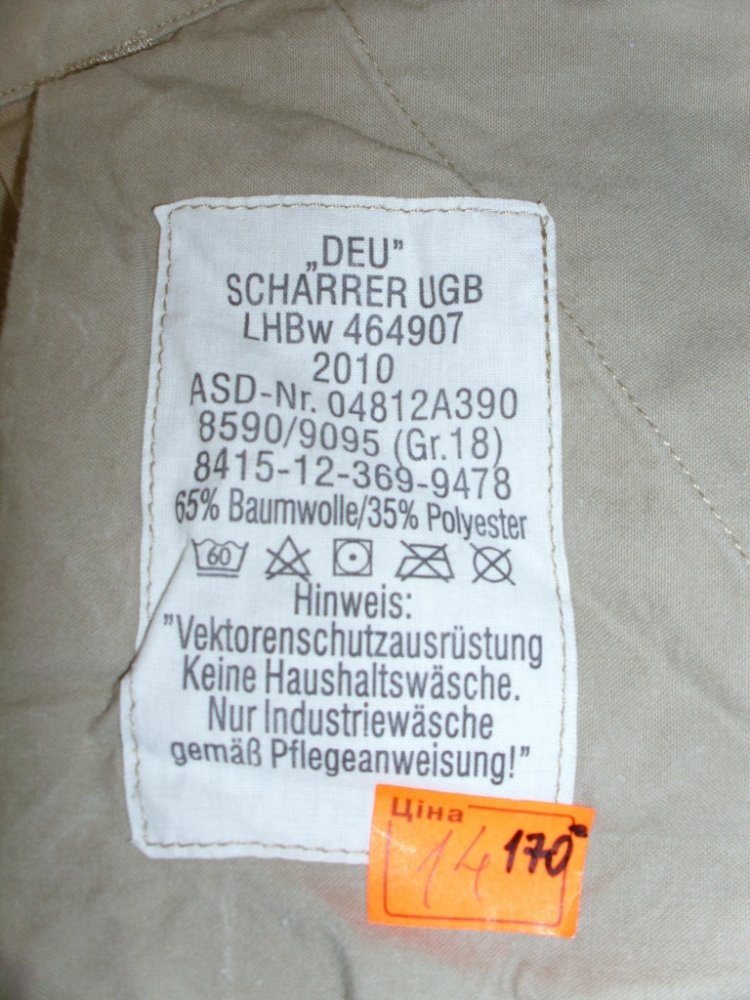 „DEU”
SCHARRER UGB
LHBw 464907
2010
ASD-Nr. 04812A390
8590/9095 (Gr.18)
8415-12-369-9478
65% Baumwolle/35% Polyester
60
Hinweis:
”Vektorenschutzausrüstung
Keine Haushaltswäsche.
Nur Industriewäsche
gemäß Pflegeanweisung!”
Ціна
14 170